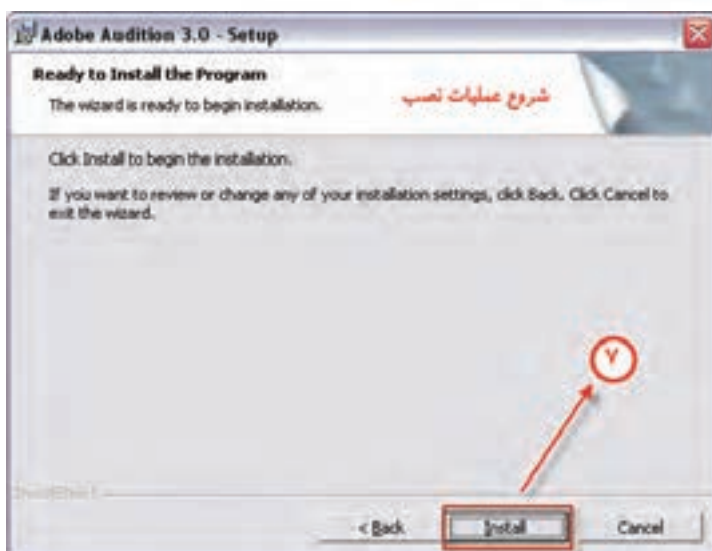 Adobe Audition 3.0 - Setup
Ready to Install the Program
The wizard is ready to begin installation.
شروع عملیات نصب
Click Install to begin the installation.
If you want to review or change any of your installation settings, click Back. Click Cancel to
exit the wizard.
۷
InstallShield
< Back
Install
Cancel